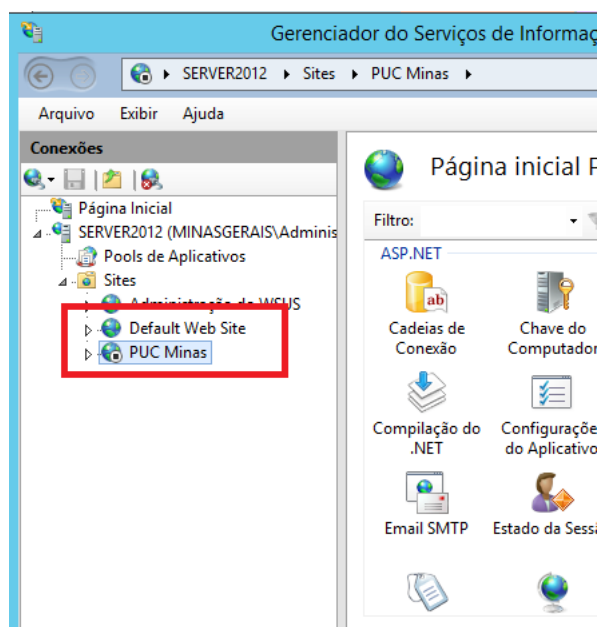 Gerenciador do Serviços de Informaç
SERVER2012 Sites PUC Minas
Arquivo Exibir Ajuda
Conexões
Página Inicial
SERVER2012 (MINASGERAIS\Adminis
Pools de Aplicativos
Sites
Administração do WSUS
Default Web Site
PUC Minas
Página inicial P
Filtro:
ASP.NET
ab
Cadeias de
Conexão
Chave do
Computador
Compilação do
.NET
Configuraçõe
do Aplicativo
Email SMTP
Estado da Sessã